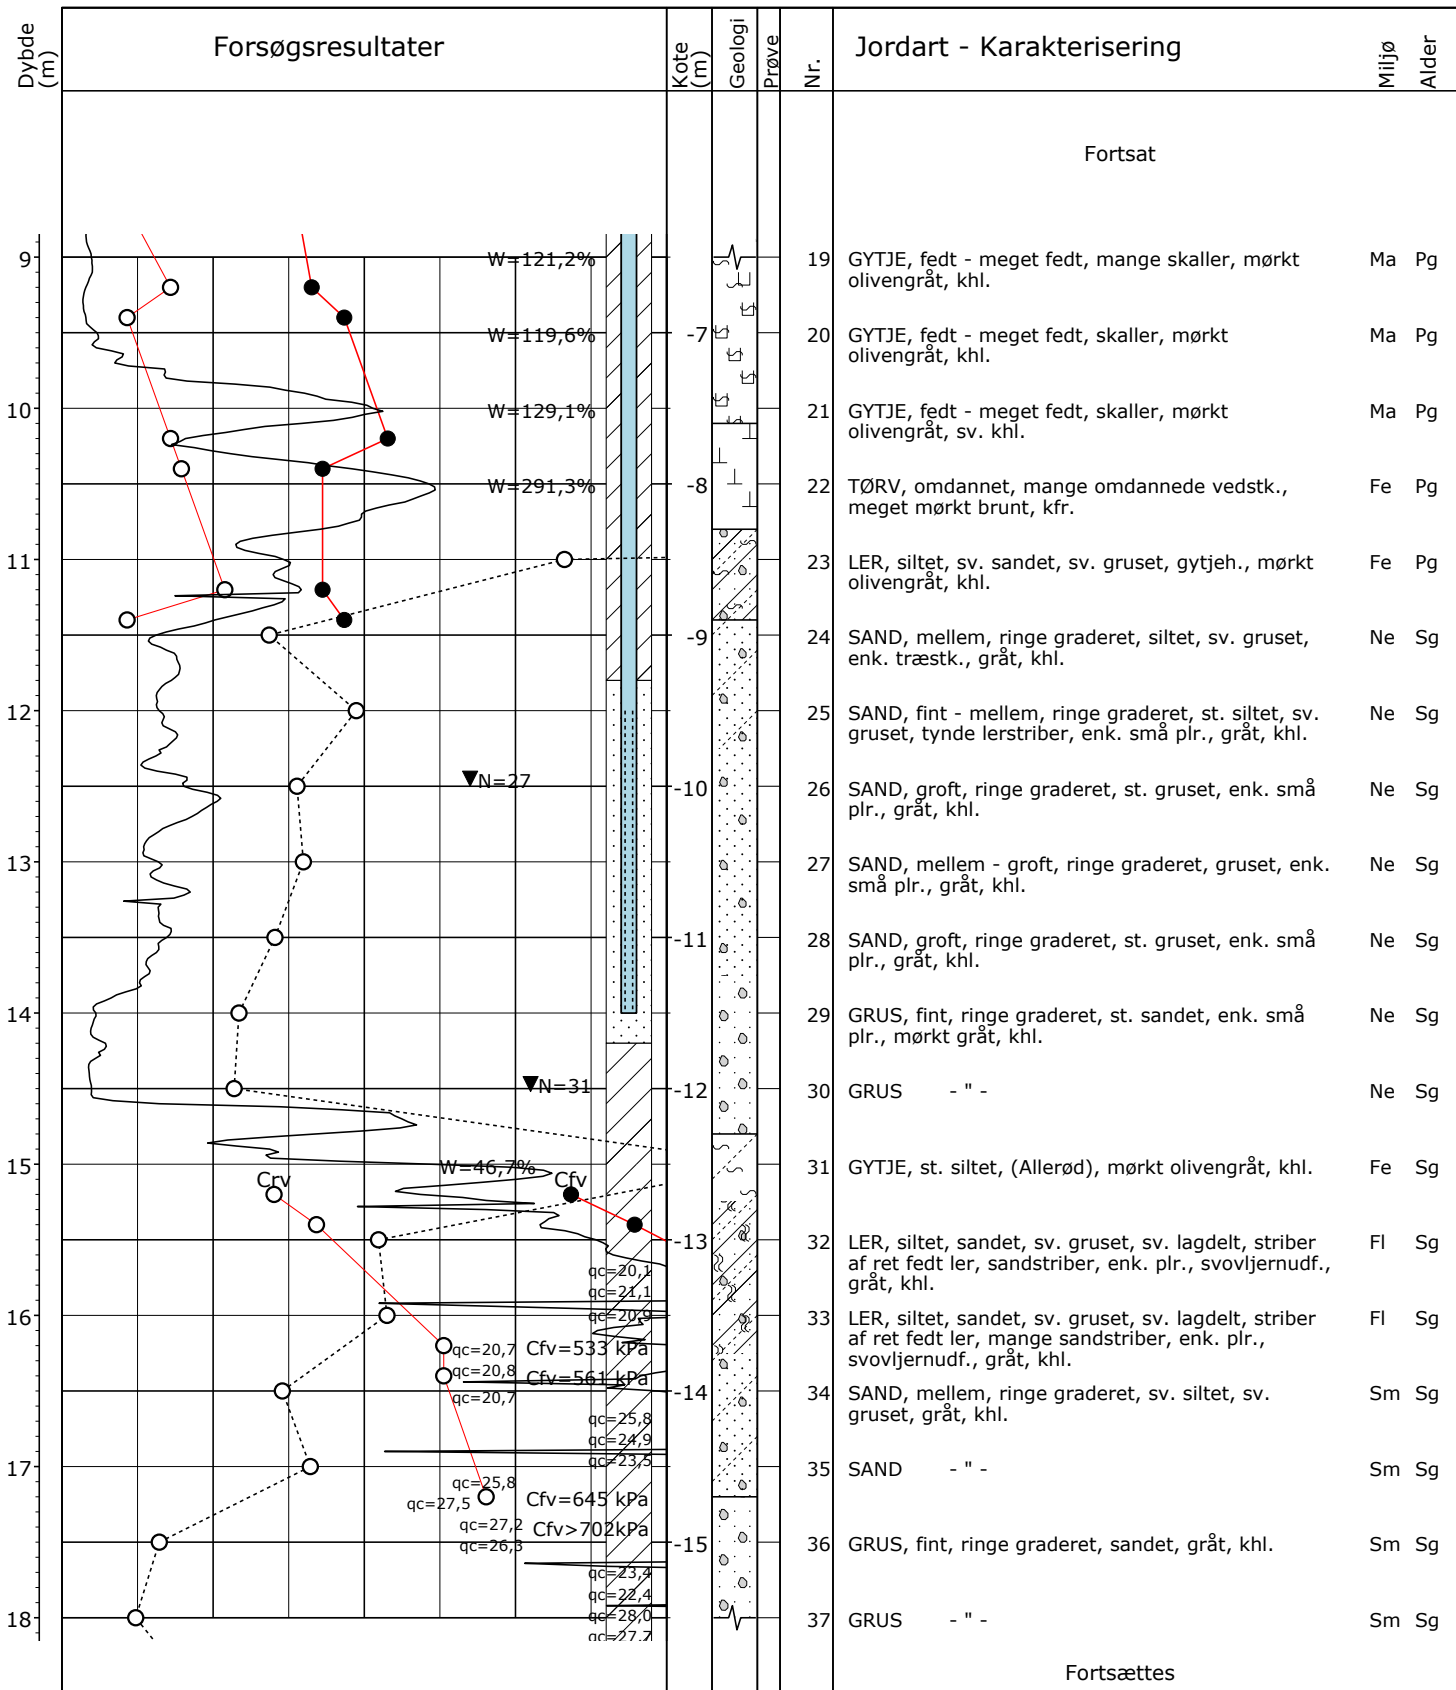 Dybde (m)
Forsøgsresultater
Kote (m)
Geologi
Prøve
Nr.
Jordart - Karakterisering
Miljø
Alder
Fortsat
9 W=121,2% 19 GYTJE, fedt - meget fedt, mange skaller, mørkt Ma Pg
olivengråt, khl.
-7 W=119,6% 20 GYTJE, fedt - meget fedt, skaller, mørkt Ma Pg
olivengråt, khl.
10 W=129,1% 21 GYTJE, fedt - meget fedt, skaller, mørkt Ma Pg
olivengråt, sv. khl.
W=291,3% -8 22 TØRV, omdannet, mange omdannede vedstk., Fe Pg
meget mørkt brunt, kfr.
11 23 LER, siltet, sv. sandet, sv. gruset, gytjeh., mørkt Fe Pg
olivengråt, khl.
-9 24 SAND, mellem, ringe graderet, siltet, sv. gruset, Ne Sg
enk. træstk., gråt, khl.
12 25 SAND, fint - mellem, ringe graderet, st. siltet, sv. Ne Sg
gruset, tynde lerstriber, enk. små plr., gråt, khl.
N=27 -10 26 SAND, groft, ringe graderet, st. gruset, enk. små Ne Sg
plr., gråt, khl.
13 27 SAND, mellem - groft, ringe graderet, gruset, enk. Ne Sg
små plr., gråt, khl.
-11 28 SAND, groft, ringe graderet, st. gruset, enk. små Ne Sg
plr., gråt, khl.
14 29 GRUS, fint, ringe graderet, st. sandet, enk. små Ne Sg
plr., mørkt gråt, khl.
N=31 -12 30 GRUS - " - Ne Sg
15 W=46,7% 31 GYTJE, st. siltet, (Allerød), mørkt olivengråt, khl. Fe Sg
Crv Cfv
-13 32 LER, siltet, sandet, sv. gruset, sv. lagdelt, striber Fl Sg
af ret fedt ler, sandstriber, enk. plr., svovljernudf.,
gråt, khl.
qc=20,1
qc=21,1
16 qc=20,9 33 LER, siltet, sandet, sv. gruset, sv. lagdelt, striber Fl Sg
af ret fedt ler, mange sandstriber, enk. plr.,
svovljernudf., gråt, khl.
qc=20,7 Cfv=533 kPa
qc=20,8 Cfv=561 kPa
qc=20,7 -14 34 SAND, mellem, ringe graderet, sv. siltet, sv. Sm Sg
gruset, gråt, khl.
qc=25,8
qc=24,9
qc=23,5
17 35 SAND - " - Sm Sg
qc=25,8
qc=27,5 Cfv=645 kPa
qc=27,2 Cfv>702kPa
qc=26,3 -15 36 GRUS, fint, ringe graderet, sandet, gråt, khl. Sm Sg
qc=23,4
qc=22,4
18 qc=28,0 37 GRUS - " - Sm Sg
qc=27,7
Fortsættes